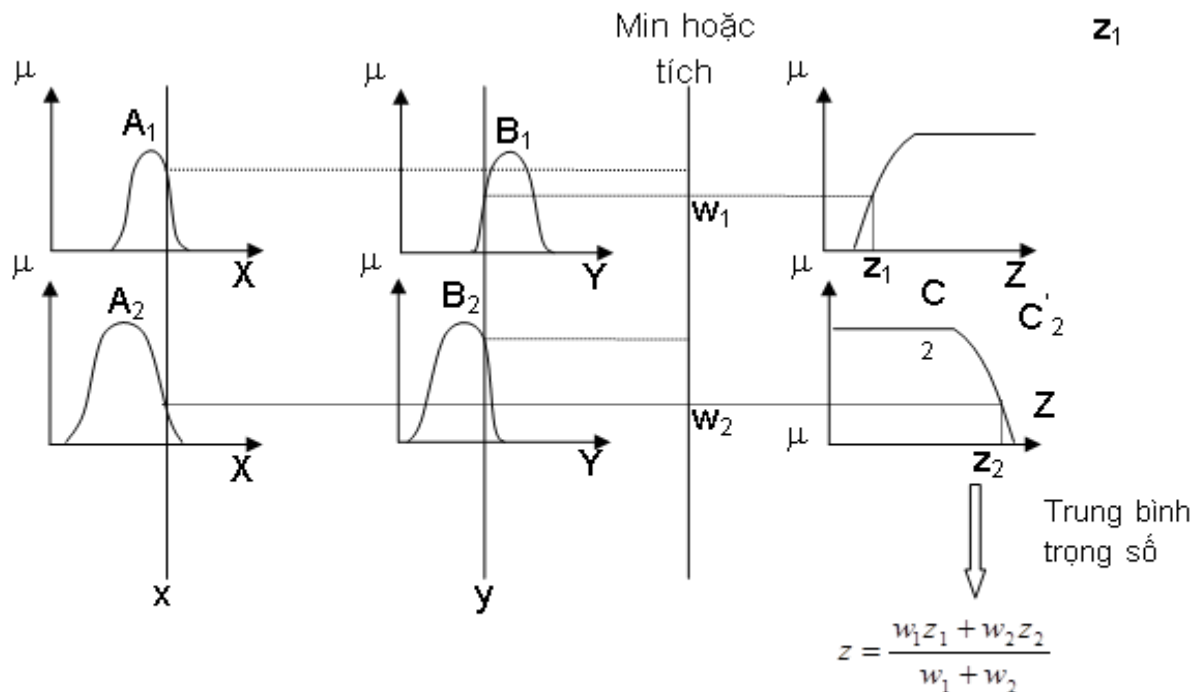 Min hoặc
tích
z₁
μ
A₁
X
μ
B₁
Y
w₁
μ
z₁
Z
μ
A₂
X
μ
B₂
Y
w₂
μ
C
2
C'₂
Z
μ
z₂
x
y
Trung bình
trọng số
z = (w₁z₁ + w₂z₂) / (w₁ + w₂)